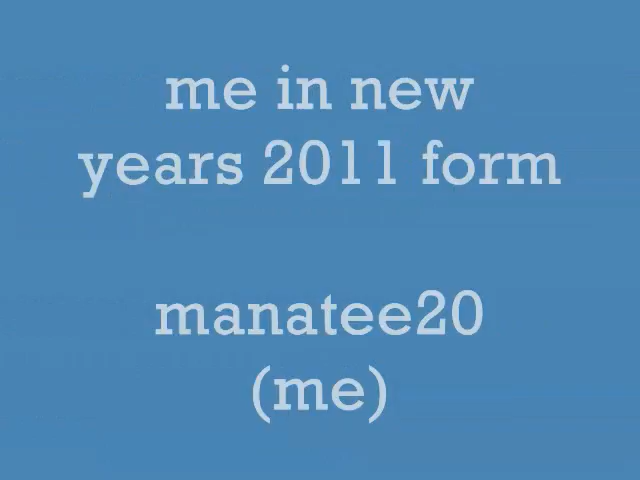 me in new
years 2011 form
manatee20
(me)